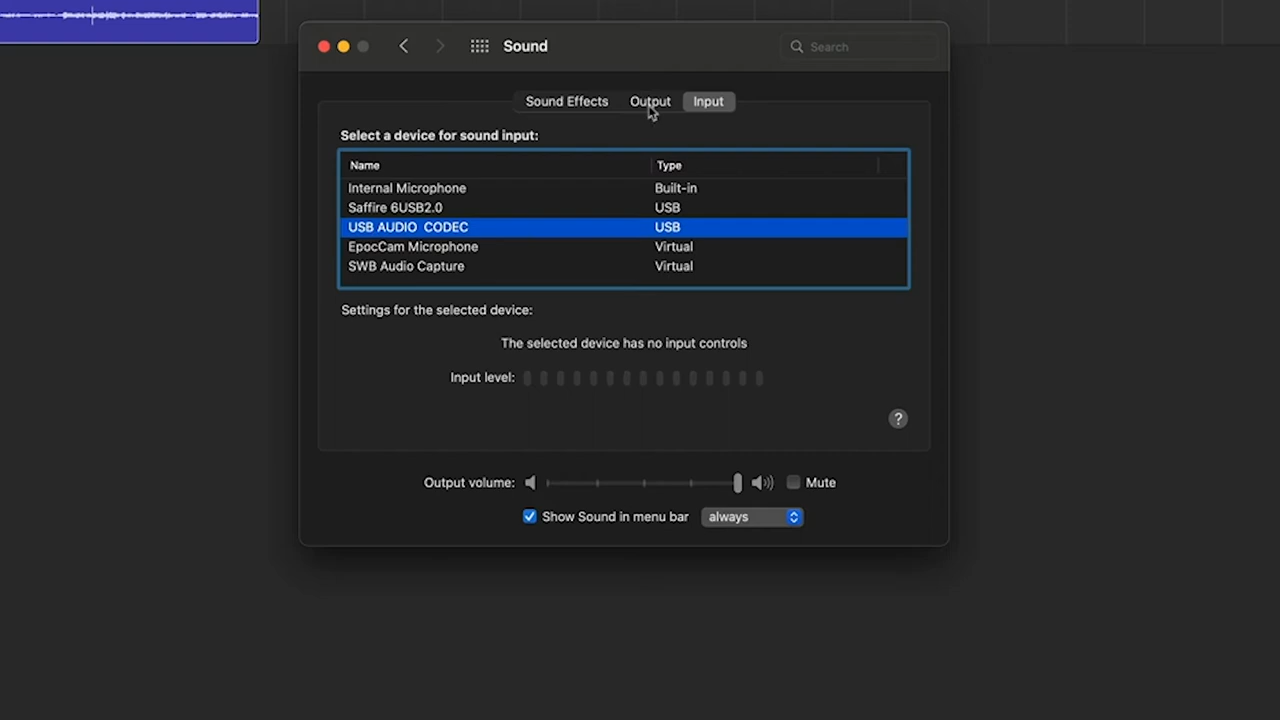 Sound
Search
Sound Effects Output Input
Select a device for sound input:
Name Type
Internal Microphone Built-in
Saffire 6USB2.0 USB
USB AUDIO  CODEC USB
EpocCam Microphone Virtual
SWB Audio Capture Virtual
Settings for the selected device:
The selected device has no input controls
Input level:
?
Output volume: Mute
Show Sound in menu bar always